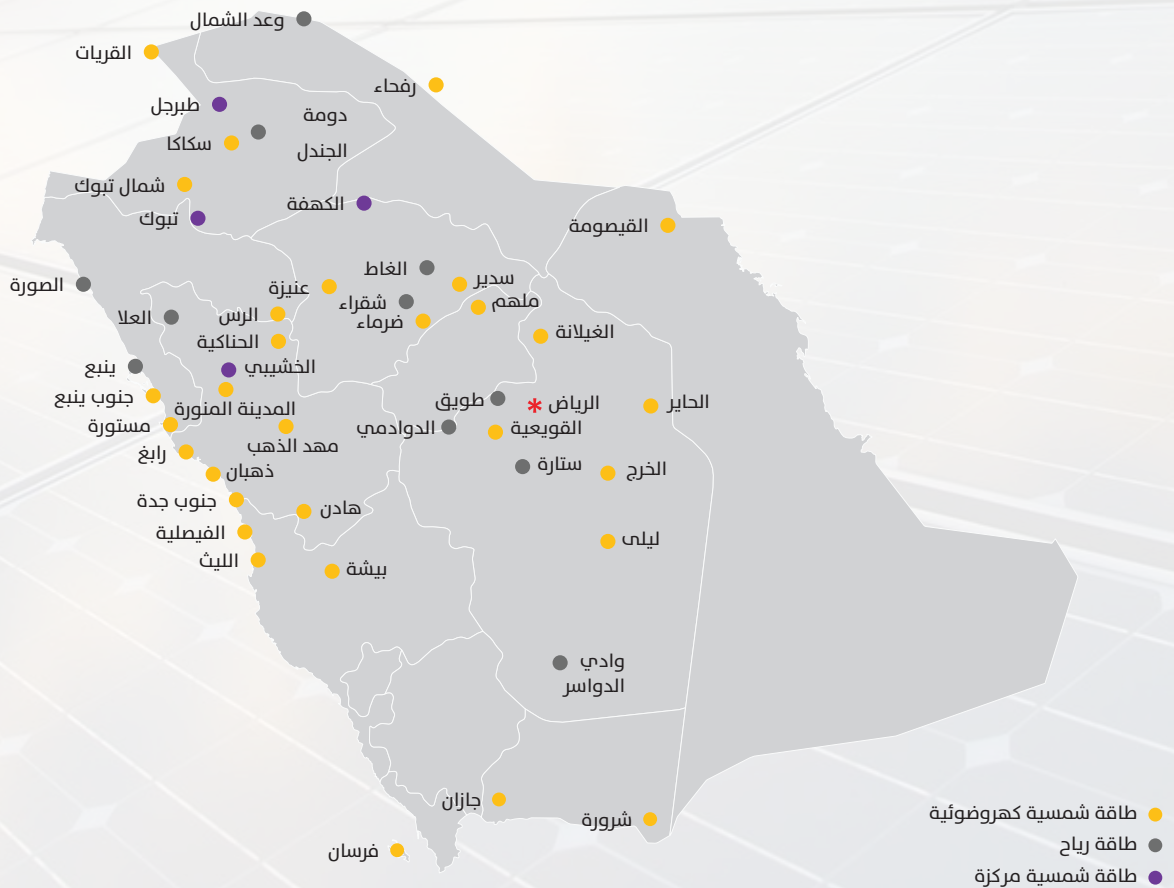 وعد الشمال
القريات
رفحاء
طبرجل
دومة
الجندل
سكاكا
شمال تبوك
الكهفة
تبوك
القيصومة
الغاط
سدير
الصورة
عنيزة
شقراء
ملهم
العلا
الرس
ضرماء
الغيلانة
الحناكية
ينبع
الخشيبي
جنوب ينبع
المدينة المنورة
طويق
الرياض
الحاير
مستورة
مهد الذهب
الدوادمي
القويعية
رابغ
ذهبان
ستارة
الخرج
جنوب جدة
هادن
الفيصلية
ليلى
الليث
بيشة
وادي
الدواسر
جازان
شرورة
فرسان
طاقة شمسية كهروضوئية
طاقة رياح
طاقة شمسية مركزة